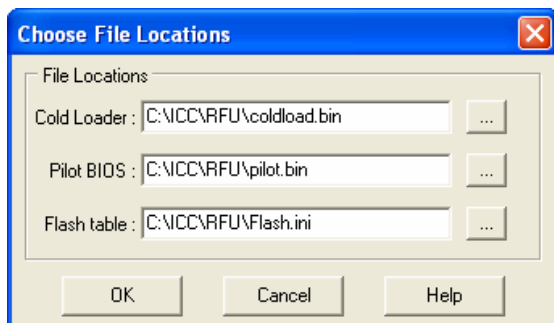 Choose File Locations
File Locations
Cold Loader : C:\ICC\RFU\coldload.bin ...
Pilot BIOS : C:\ICC\RFU\pilot.bin ...
Flash table : C:\ICC\RFU\Flash.ini ...
OK Cancel Help